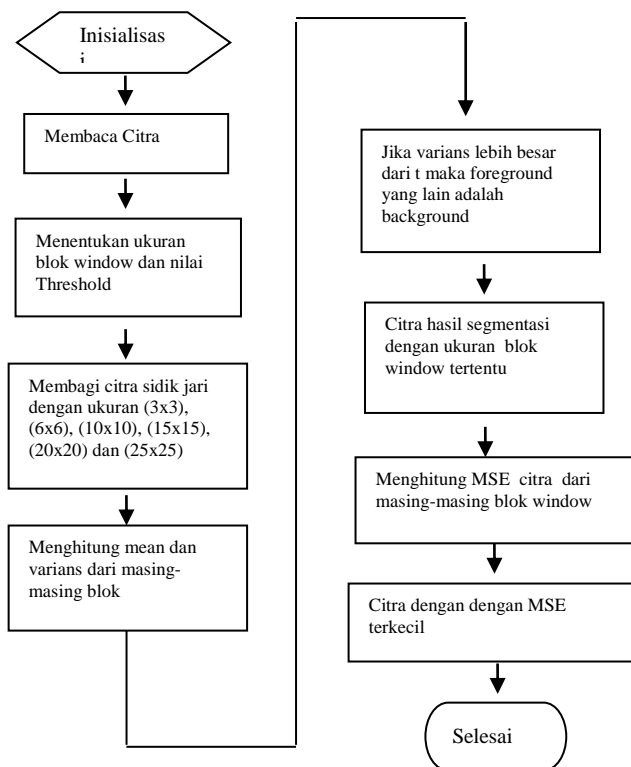 Inisialisas
i
Membaca Citra
Menentukan ukuran
blok window dan nilai
Threshold
Membagi citra sidik jari
dengan ukuran (3x3),
(6x6), (10x10), (15x15),
(20x20) dan (25x25)
Menghitung mean dan
varians dari masing-
masing blok
Jika varians lebih besar
dari t maka foreground
yang lain adalah
background
Citra hasil segmentasi
dengan ukuran blok
window tertentu
Menghitung MSE citra dari
masing-masing blok window
Citra dengan dengan MSE
terkecil
Selesai